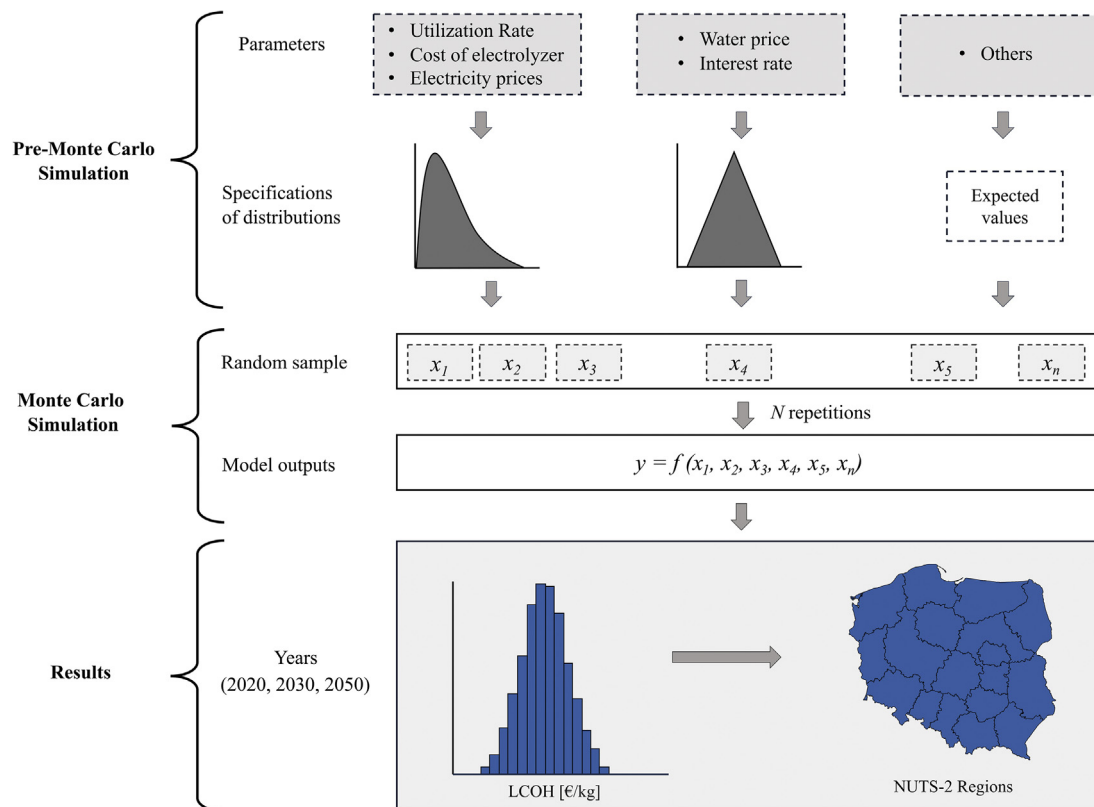 Parameters
• Utilization Rate
• Cost of electrolyzer
• Electricity prices
• Water price
• Interest rate
• Others
Pre-Monte Carlo
Simulation
Specifications
of distributions
Expected
values
Monte Carlo
Simulation
Random sample
x1 x2 x3 x4 x5 xn
N repetitions
Model outputs
y = f (x1, x2, x3, x4, x5, xn)
Results
Years
(2020, 2030, 2050)
LCOH [€/kg]
NUTS-2 Regions